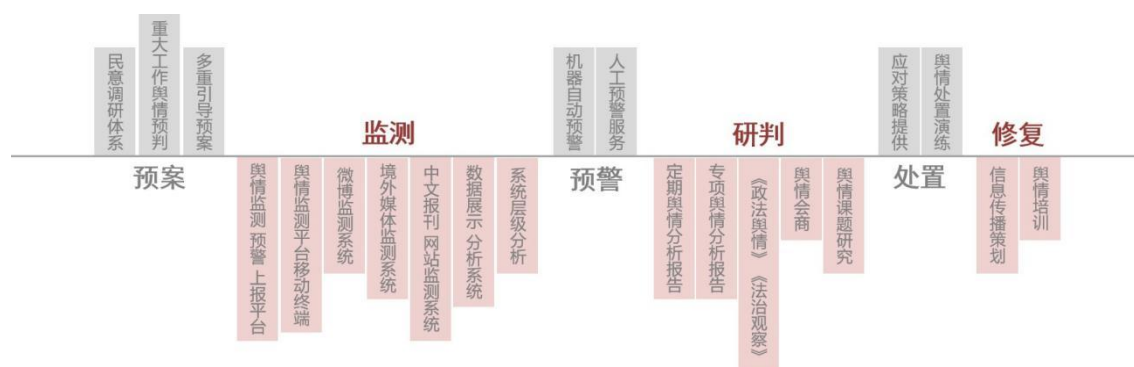 民意调研体系
重大工作舆情预判
多重引导预案
预案
监测
舆情监测 预警 上报平台
舆情监测平台移动终端
微博监测系统
境外媒体监测系统
中文报刊 网站监测系统
数据展示 分析系统
系统层级分析
机器自动预警
人工预警服务
预警
研判
定期舆情分析报告
专项舆情分析报告
《政法舆情》《法治观察》
舆情会商
舆情课题研究
应对策略提供
舆情处置演练
处置
修复
信息传播策划
舆情培训